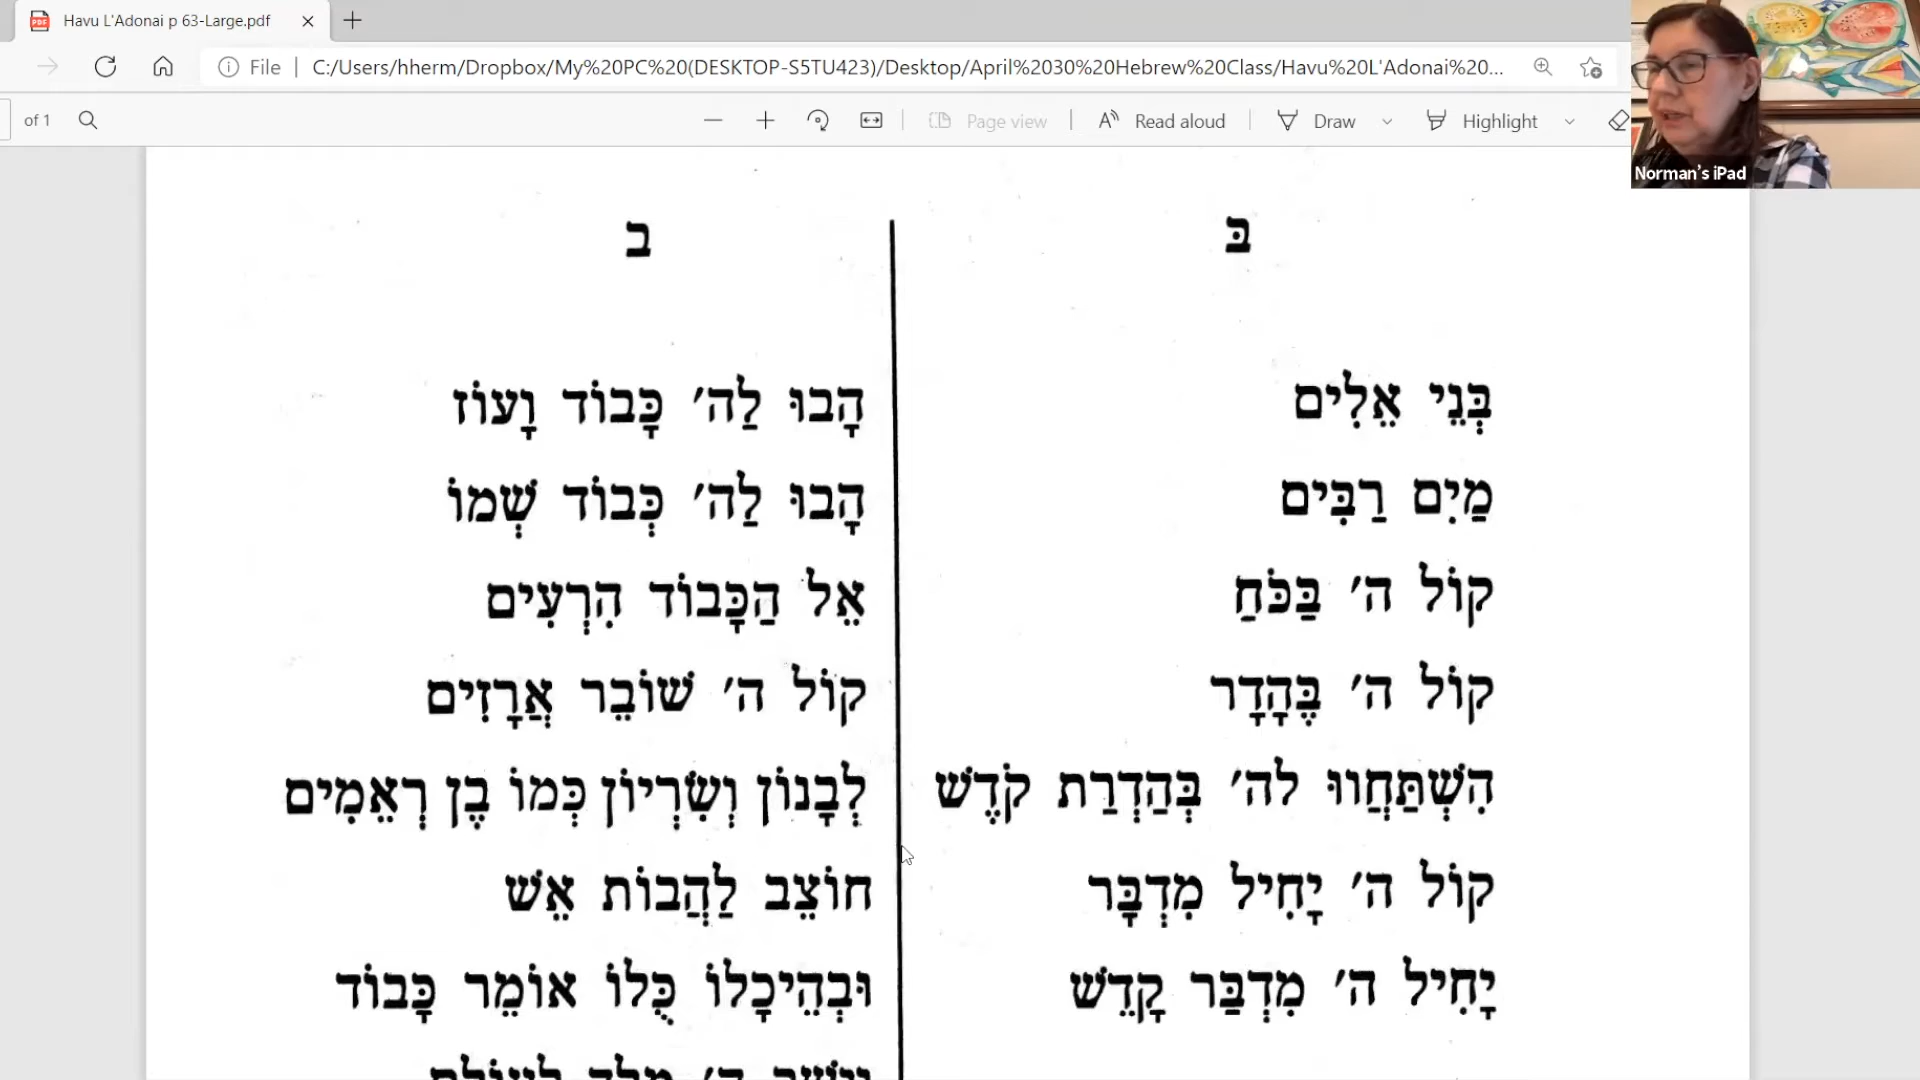 Havu L'Adonai p 63-Large.pdf
File | C:/Users/hherm/Dropbox/My%20PC%20(DESKTOP-S5TU423)/Desktop/April%2030%20Hebrew%20Class/Havu%20L'Adonai%20...
of 1
Page view
Read aloud
Draw
Highlight
Norman's iPad
בּ
בְּנֵי אֵלִים
מַיִם רַבִּים
קוֹל ה׳ בַּכֹּחַ
קוֹל ה׳ בֶּהָדָר
הִשְׁתַּחֲווּ לה׳ בְּהַדְרַת קֹדֶשׁ
קוֹל ה׳ יָחִיל מִדְבָּר
יָחִיל ה׳ מִדְבַּר קָדֵשׁ
ב
הָבוּ לַה׳ כָּבוֹד וָעוֹז
הָבוּ לַה׳ כְּבוֹד שְׁמוֹ
אֵל הַכָּבוֹד הִרְעִים
קוֹל ה׳ שׁוֹבֵר אֲרָזִים
לְבָנוֹן וְשִׂרְיוֹן כְּמוֹ בֶן רְאֵמִים
חוֹצֵב לַהֲבוֹת אֵשׁ
וּבְהֵיכָלוֹ כֻּלוֹ אוֹמֵר כָּבוֹד